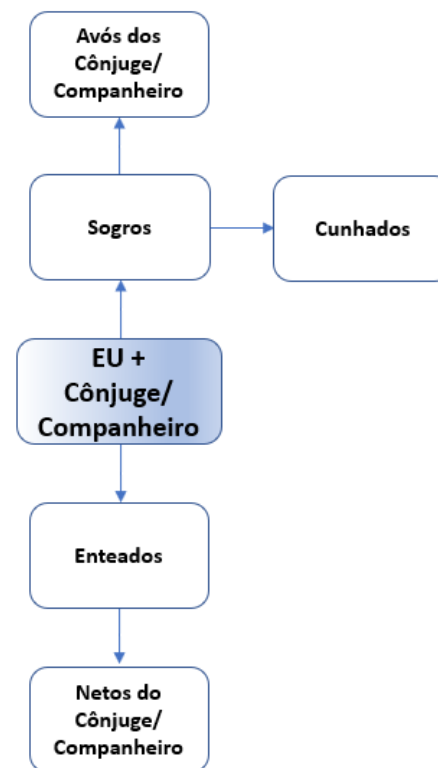 Avós dos
Cônjuge/
Companheiro
Sogros
Cunhados
EU +
Cônjuge/
Companheiro
Enteados
Netos do
Cônjuge/
Companheiro